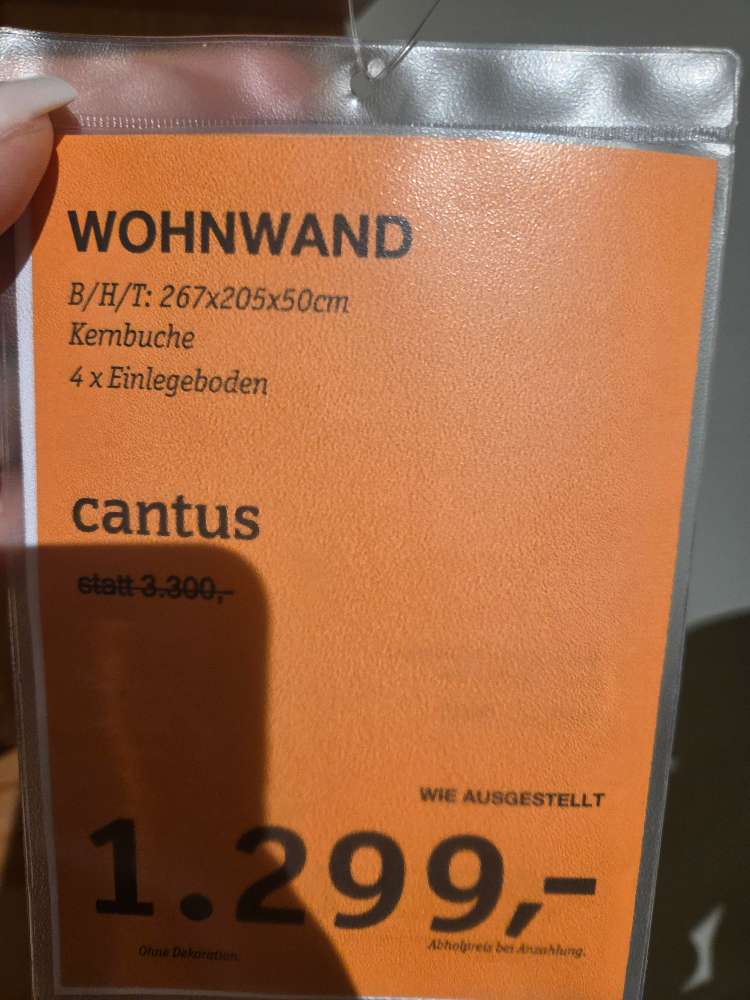 WOHNWAND
B/H/T: 267x205x50cm
Kernbuche
4 x Einlegeboden
cantus
statt 3.300,-
WIE AUSGESTELLT
1.299,-
Ohne Dekoration.
Abholpreis bei Anzahlung.